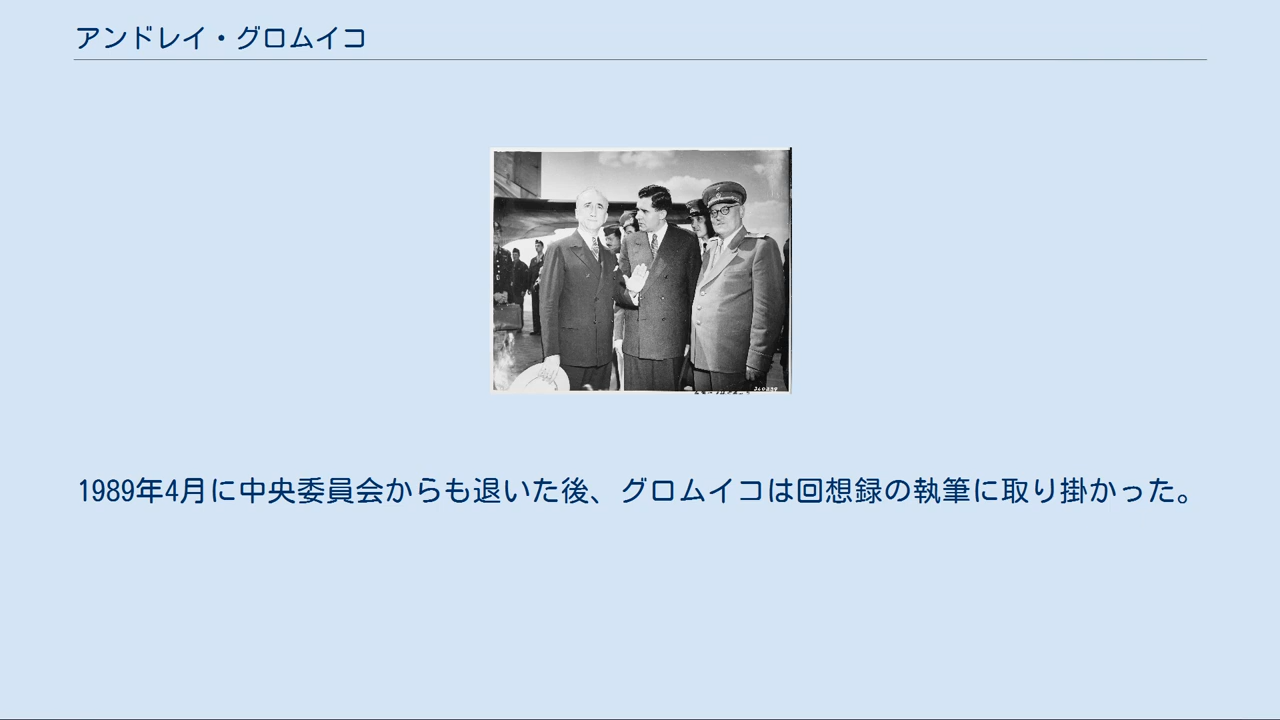 アンドレイ・グロムイコ
1989年4月に中央委員会からも退いた後、グロムイコは回想録の執筆に取り掛かった。